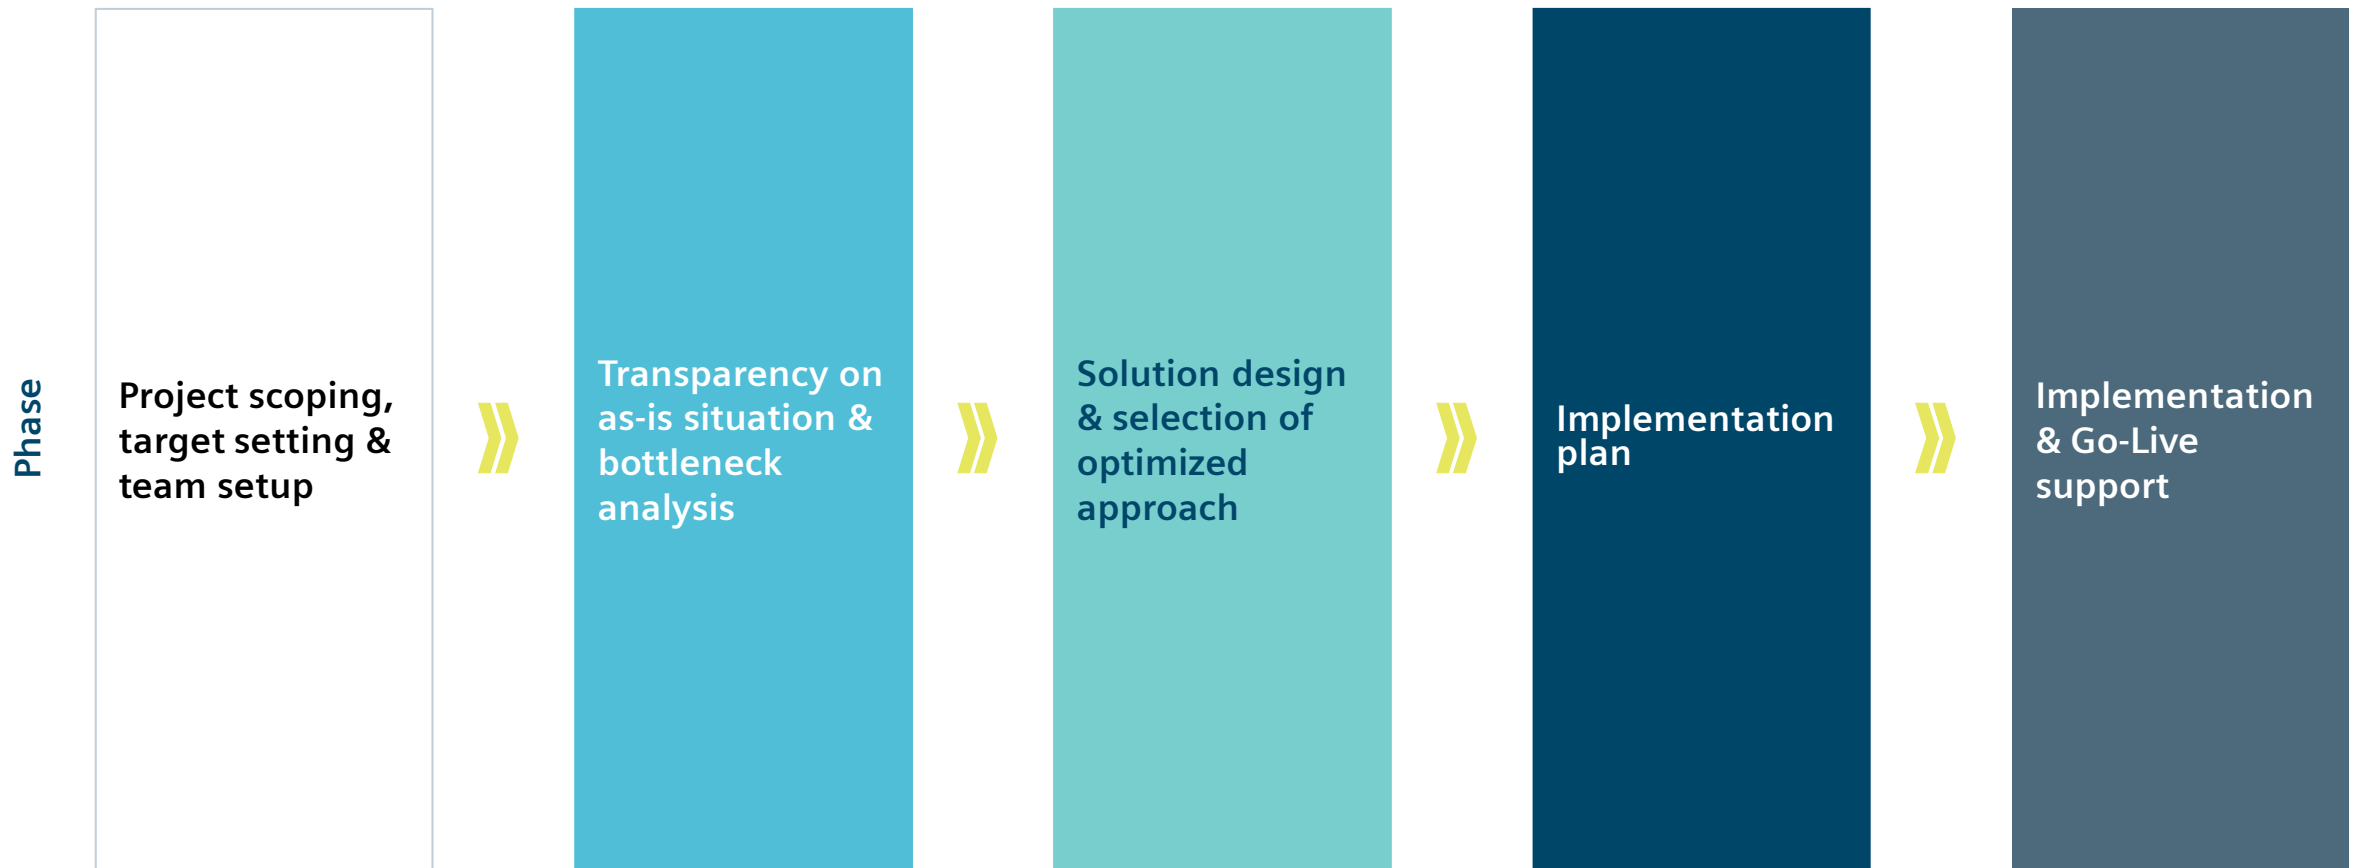 Phase
Project scoping,
target setting &
team setup
Transparency on
as-is situation &
bottleneck
analysis
Solution design
& selection of
optimized
approach
Implementation
plan
Implementation
& Go-Live
support